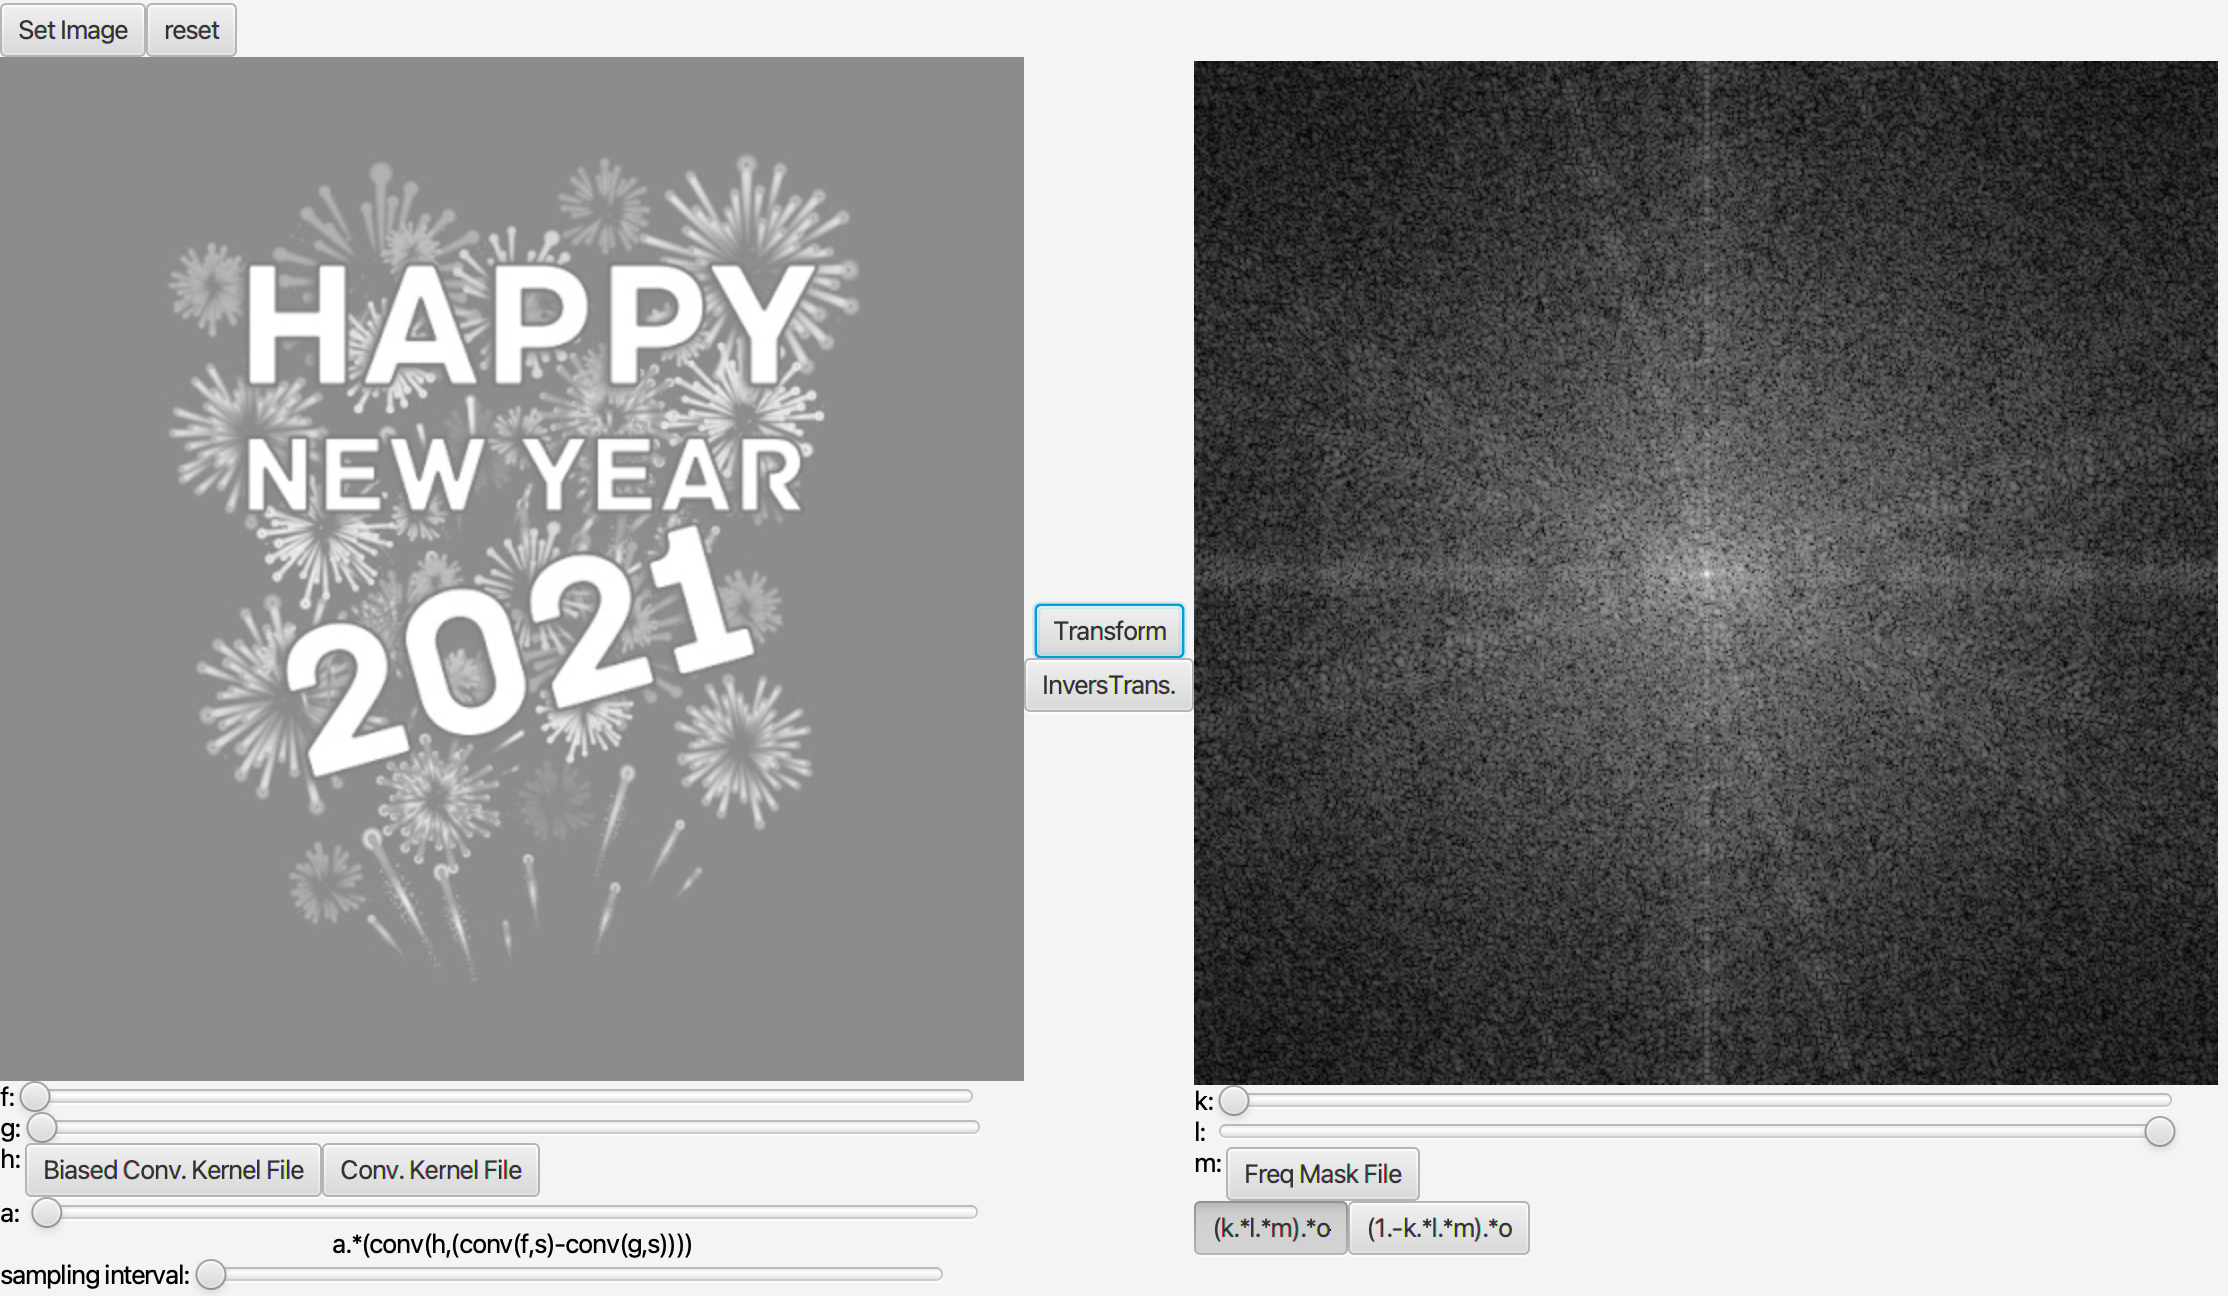 Set Image reset
HAPPY
NEW YEAR
2021
Transform
InversTrans.
f:
g:
h: Biased Conv. Kernel File Conv. Kernel File
a:
a.*(conv(h,(conv(f,s)-conv(g,s))))
sampling interval:
k:
l:
m: Freq Mask File
(k.*l.*m).*o (1.-k.*l.*m).*o